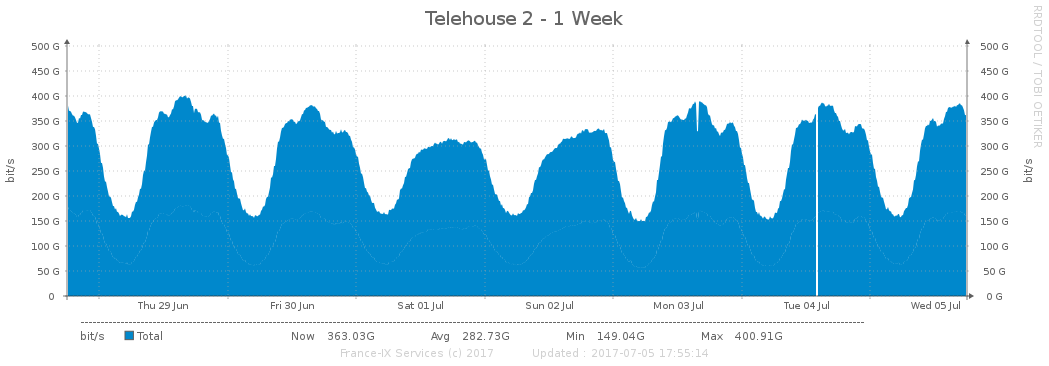 Telehouse 2 - 1 Week
RRDTOOL / TOBI OETIKER
500 G 500 G
450 G 450 G
400 G 400 G
350 G 350 G
300 G 300 G
250 G 250 G
200 G 200 G
150 G 150 G
100 G 100 G
50 G 50 G
0 0 G
bit/s bit/s
Thu 29 Jun Fri 30 Jun Sat 01 Jul Sun 02 Jul Mon 03 Jul Tue 04 Jul Wed 05 Jul
bit/s Total Now 363.03G Avg 282.73G Min 149.04G Max 400.91G
France-IX Services (c) 2017 Updated : 2017-07-05 17:55:14